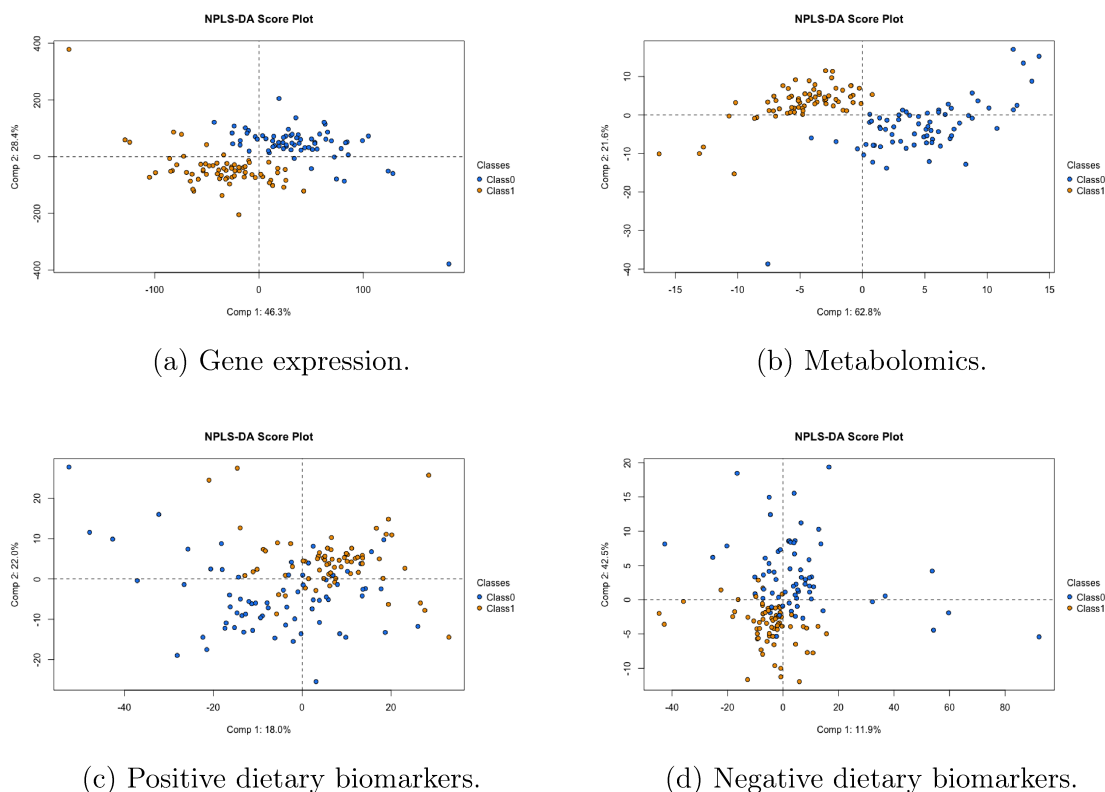 NPLS-DA Score Plot
400
200
0
-200
-400
Comp 2: 28.4%
-100
0
100
Comp 1: 46.3%
Classes
Class0
Class1
(a) Gene expression.
NPLS-DA Score Plot
10
0
-10
-20
-30
-40
Comp 2: 21.6%
-15
-10
-5
0
5
10
15
Comp 1: 62.8%
Classes
Class0
Class1
(b) Metabolomics.
NPLS-DA Score Plot
20
10
0
-10
-20
Comp 2: 22.0%
-40
-20
0
20
Comp 1: 18.0%
Classes
Class0
Class1
(c) Positive dietary biomarkers.
NPLS-DA Score Plot
20
15
10
5
0
-5
-10
Comp 2: 42.5%
-40
-20
0
20
40
60
80
Comp 1: 11.9%
Classes
Class0
Class1
(d) Negative dietary biomarkers.